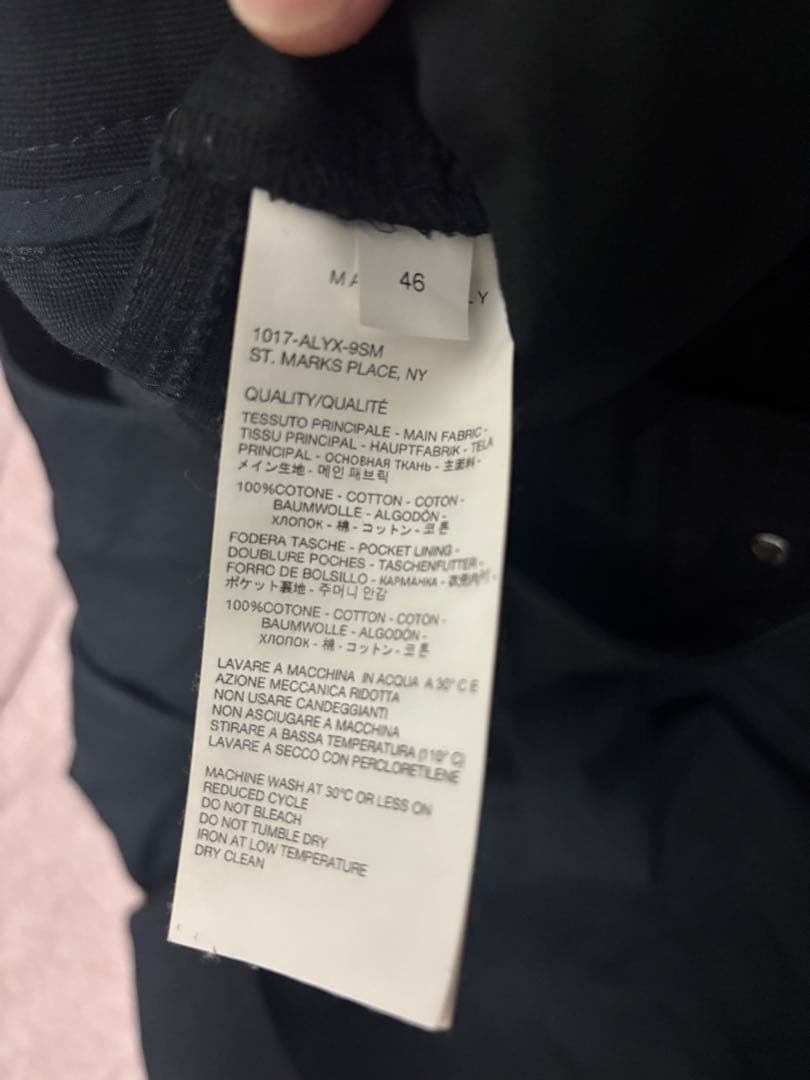 46
1017-ALYX-9SM
ST. MARKS PLACE, NY
QUALITY/QUALITÉ
TESSUTO PRINCIPALE - MAIN FABRIC -
TISSU PRINCIPAL - HAUPTFABRIK - TELA
PRINCIPAL - ОСНОВНАЯ ТКАНЬ - 主面料 -
メイン生地 - 메인 패브릭
100%COTONE - COTTON - COTON -
BAUMWOLLE - ALGODÓN -
ХЛОПОК - 棉 - コットン - 코튼
FODERA TASCHE - POCKET LINING -
DOUBLURE POCHES - TASCHENFUTTER -
FORRO DE BOLSILLO - КАРМАНКА -
ポケット裏地 - 주머니 안감
100%COTONE - COTTON - COTON -
BAUMWOLLE - ALGODÓN -
ХЛОПОК - 棉 - コットン - 코튼
LAVARE A MACCHINA IN ACQUA A 30° C E
AZIONE MECCANICA RIDOTTA
NON USARE CANDEGGIANTI
NON ASCIUGARE A MACCHINA
STIRARE A BASSA TEMPERATURA (110° C)
LAVARE A SECCO CON PERCLORETILENE
MACHINE WASH AT 30°C OR LESS ON
REDUCED CYCLE
DO NOT BLEACH
DO NOT TUMBLE DRY
IRON AT LOW TEMPERATURE
DRY CLEAN